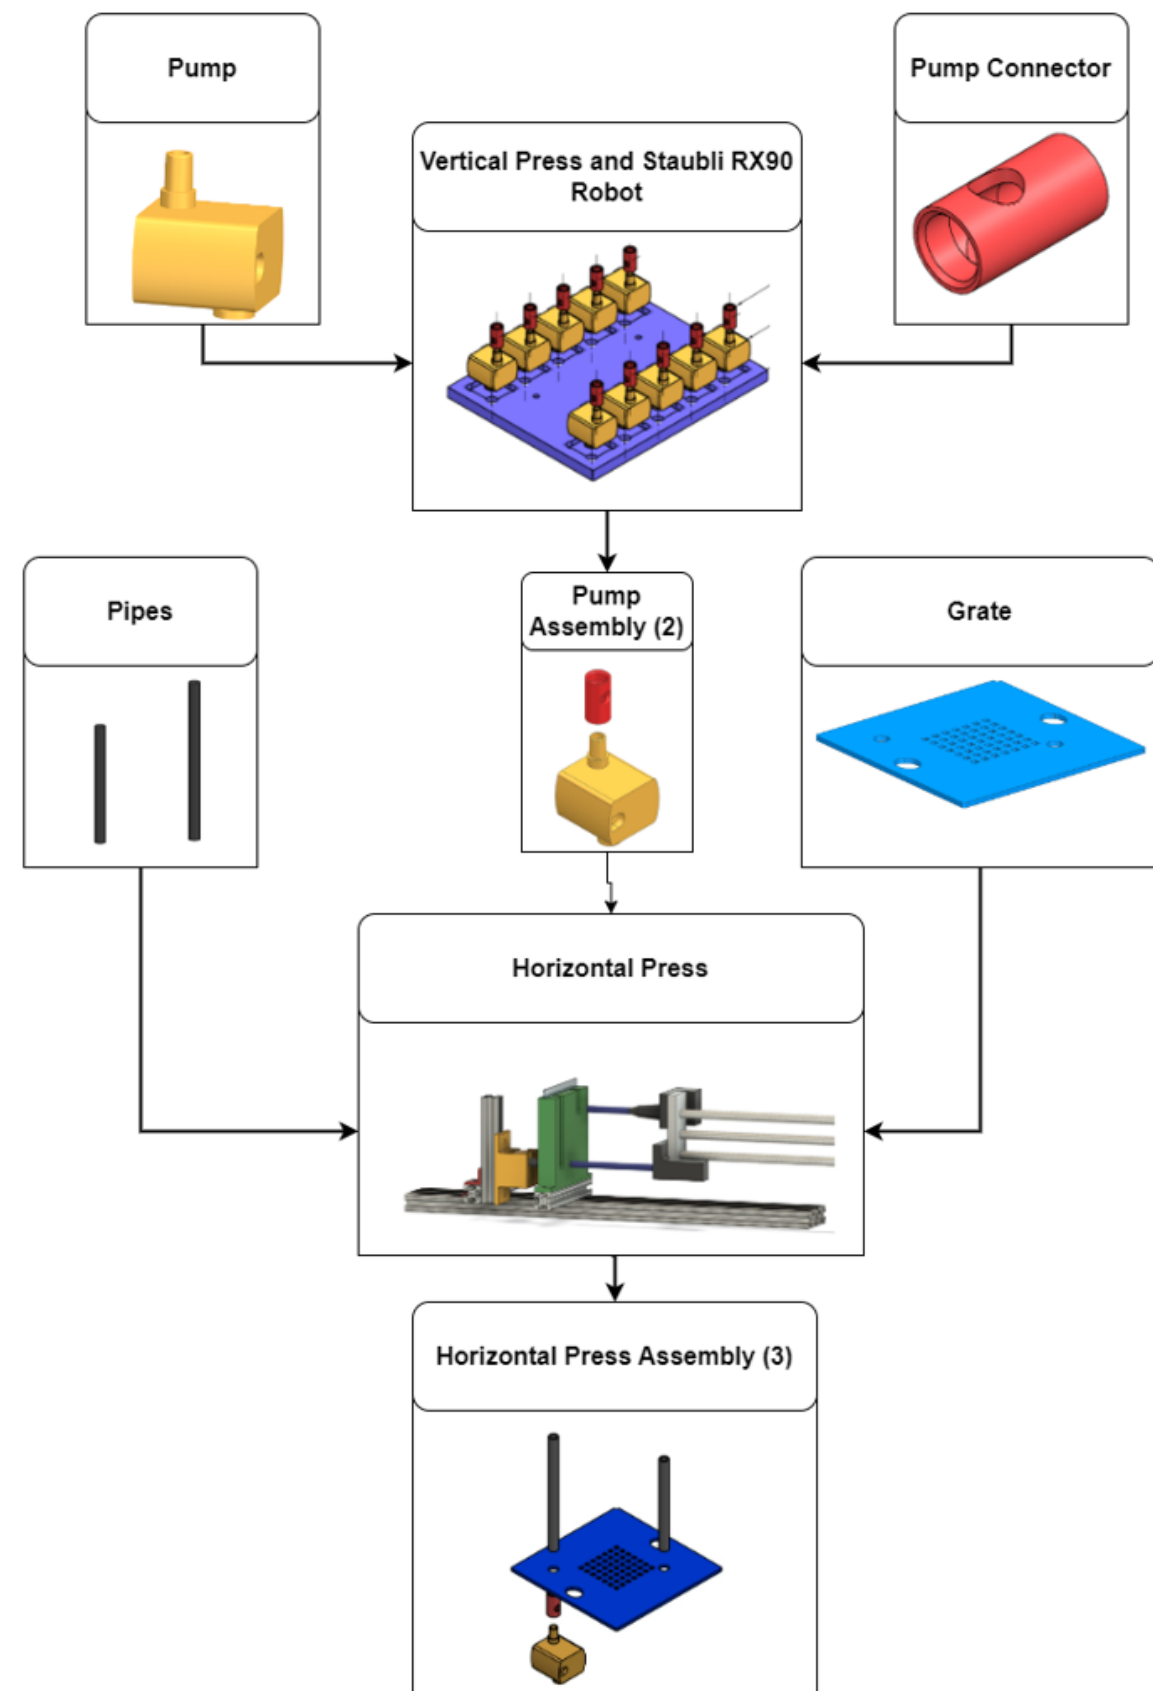 Pump
Pump Connector
Vertical Press and Staubli RX90
Robot
Pipes
Pump
Assembly (2)
Grate
Horizontal Press
Horizontal Press Assembly (3)